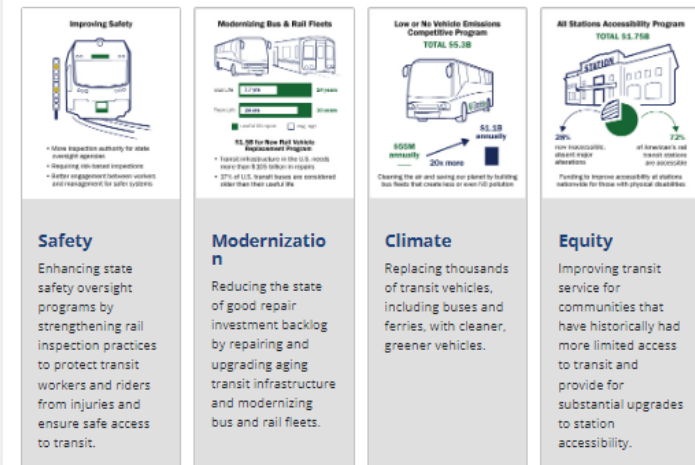 Improving Safety
• More inspection authority for state
oversight agencies
• Requiring risk-based inspections
• Better engagement between workers
and management for safer systems
Safety
Enhancing state
safety oversight
programs by
strengthening rail
inspection practices
to protect transit
workers and riders
from injuries and
ensure safe access
to transit.
Modernizing Bus & Rail Fleets
$1.5B for New Rail Vehicle
Replacement Program
• Transit infrastructure in the U.S. needs
more than $105 billion in repairs
• 37% of U.S. transit buses are considered
older than their useful life
Modernizatio
n
Reducing the state
of good repair
investment backlog
by repairing and
upgrading aging
transit infrastructure
and modernizing
bus and rail fleets.
Low or No Vehicle Emissions
Competitive Program
TOTAL $5.3B
$55M
annually
20x more
$1.1B
annually
Cleaning the air and saving our planet by building
bus fleets that create less or even NO pollution
Climate
Replacing thousands
of transit vehicles,
including buses and
ferries, with cleaner,
greener vehicles.
All Stations Accessibility Program
TOTAL $1.75B
STATION
28%
now inaccessible,
absent major
alterations
72%
of American's rail
transit stations
are accessible
Funding to improve accessibility at stations
nationwide for those with physical disabilities
Equity
Improving transit
service for
communities that
have historically had
more limited access
to transit and
provide for
substantial upgrades
to station
accessibility.